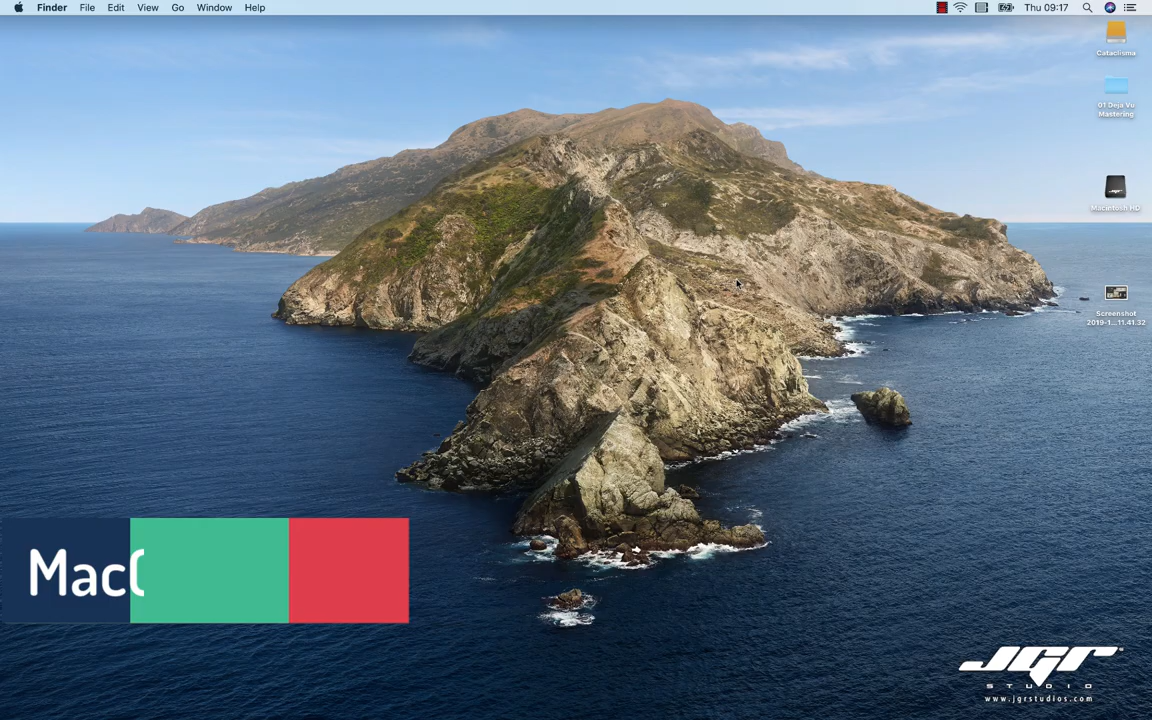 Finder File Edit View Go Window Help
Thu 09:17
Cataclisma
01 Deja Vu
Mastering
Macintosh HD
Screenshot
2019-1...11.41.32
Mac
JGR
STUDIO
www.jgrstudios.com